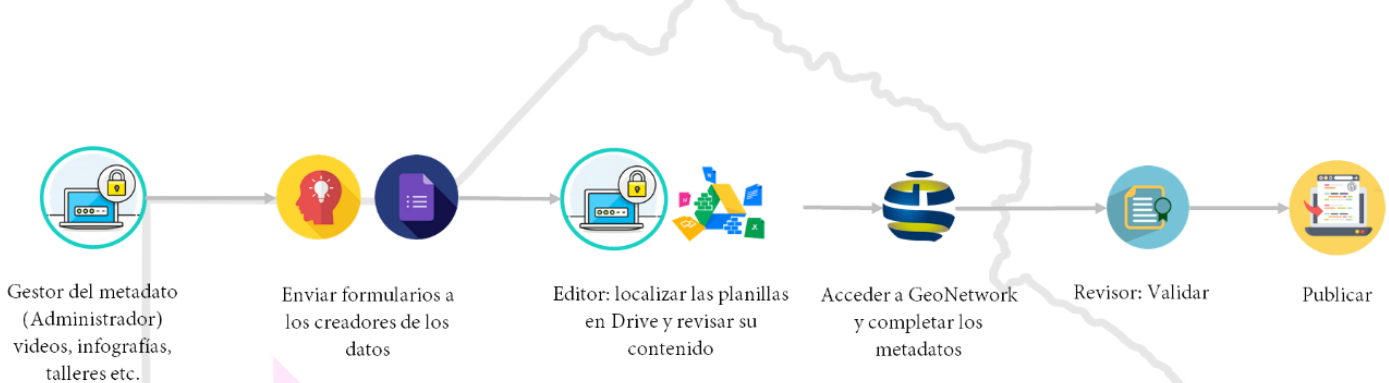 Gestor del metadato
(Administrador)
videos, infografías,
talleres etc.
Enviar formularios a
los creadores de los
datos
Editor: localizar las planillas
en Drive y revisar su
contenido
Acceder a GeoNetwork
y completar los
metadatos
Revisor: Validar
Publicar